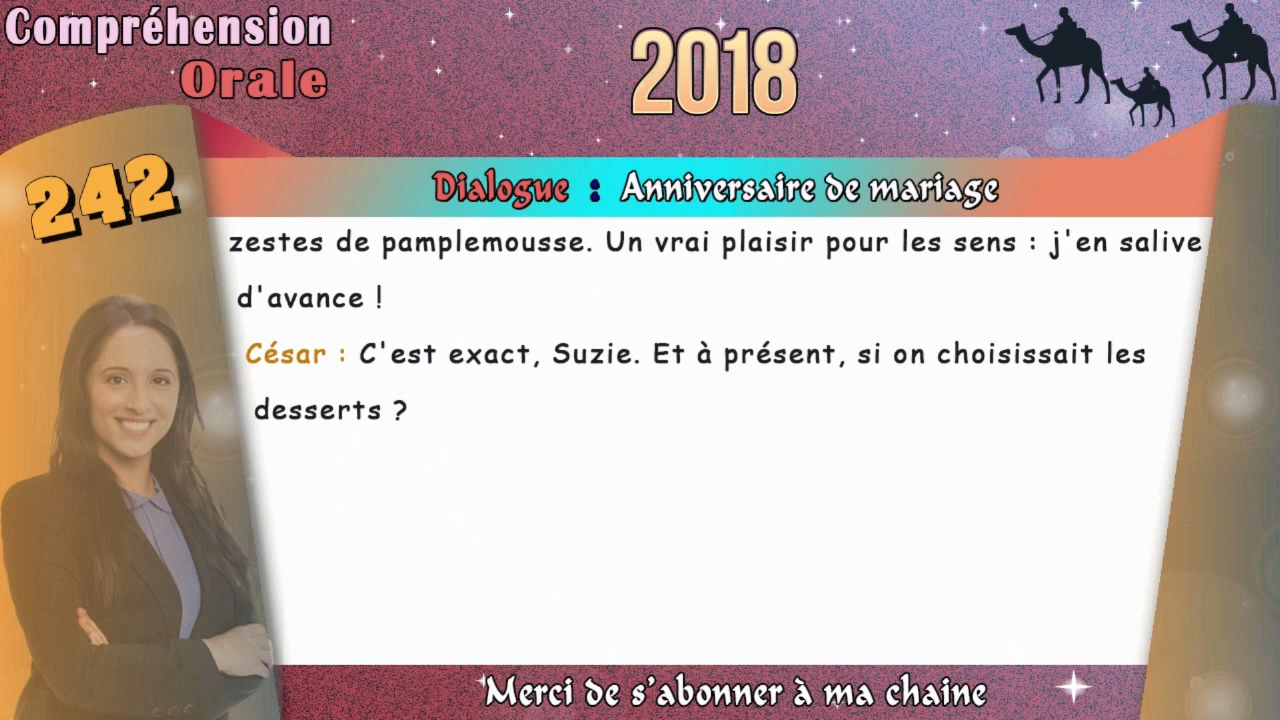 Compréhension
Orale
2018
242
Dialogue : Anniversaire de mariage
zestes de pamplemousse. Un vrai plaisir pour les sens : j'en salive
d'avance !
César : C'est exact, Suzie. Et à présent, si on choisissait les
desserts ?
Merci de s'abonner à ma chaine